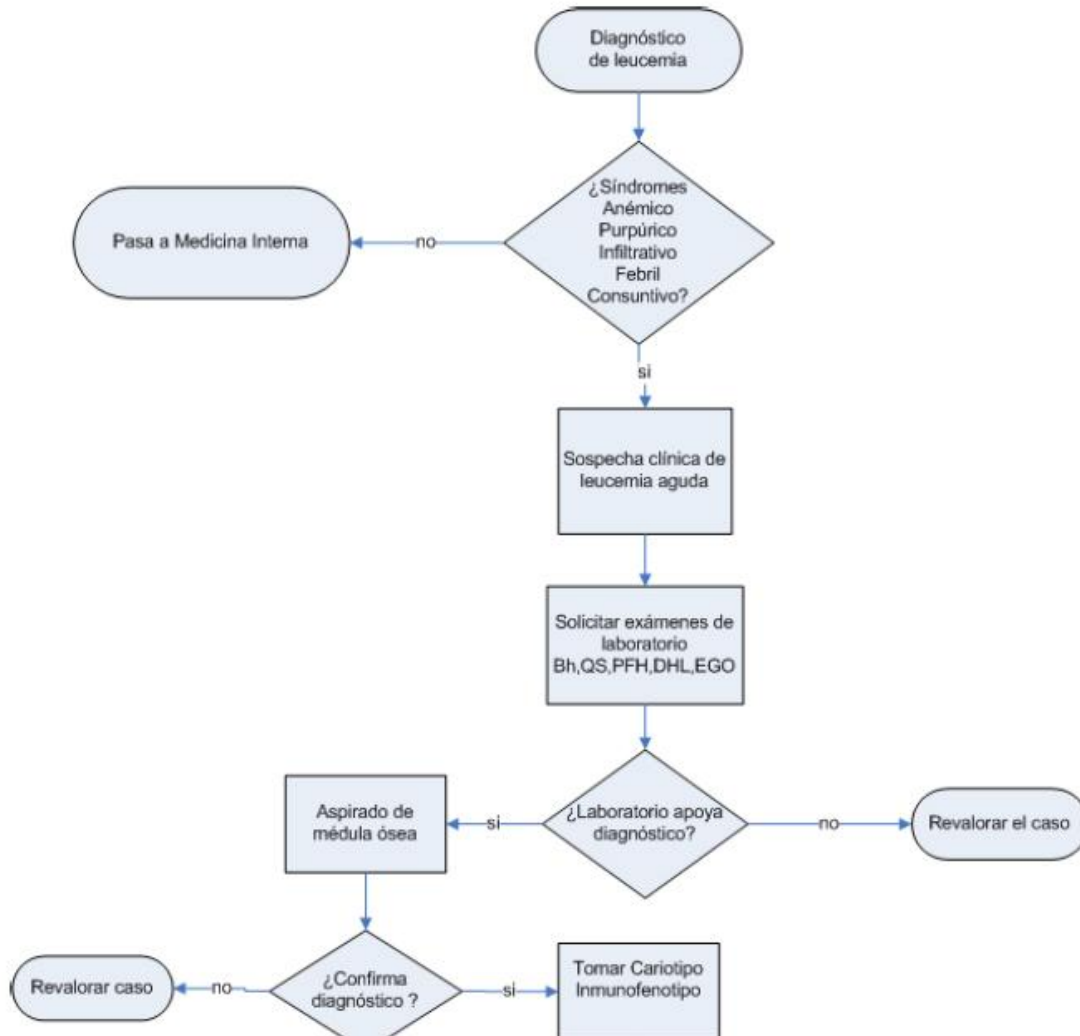 Diagnóstico
de leucemia
¿Síndromes
Anémico
Purpúrico
Infiltrativo
Febril
Consuntivo?
no
Pasa a Medicina Interna
si
Sospecha clínica de
leucemia aguda
Solicitar exámenes de
laboratorio
Bh,QS,PFH,DHL,EGO
¿Laboratorio apoya
diagnóstico?
si
no
Aspirado de
médula ósea
Revalorar el caso
¿Confirma
diagnóstico ?
no
si
Revalorar caso
Tomar Cariotipo
Inmunofenotipo